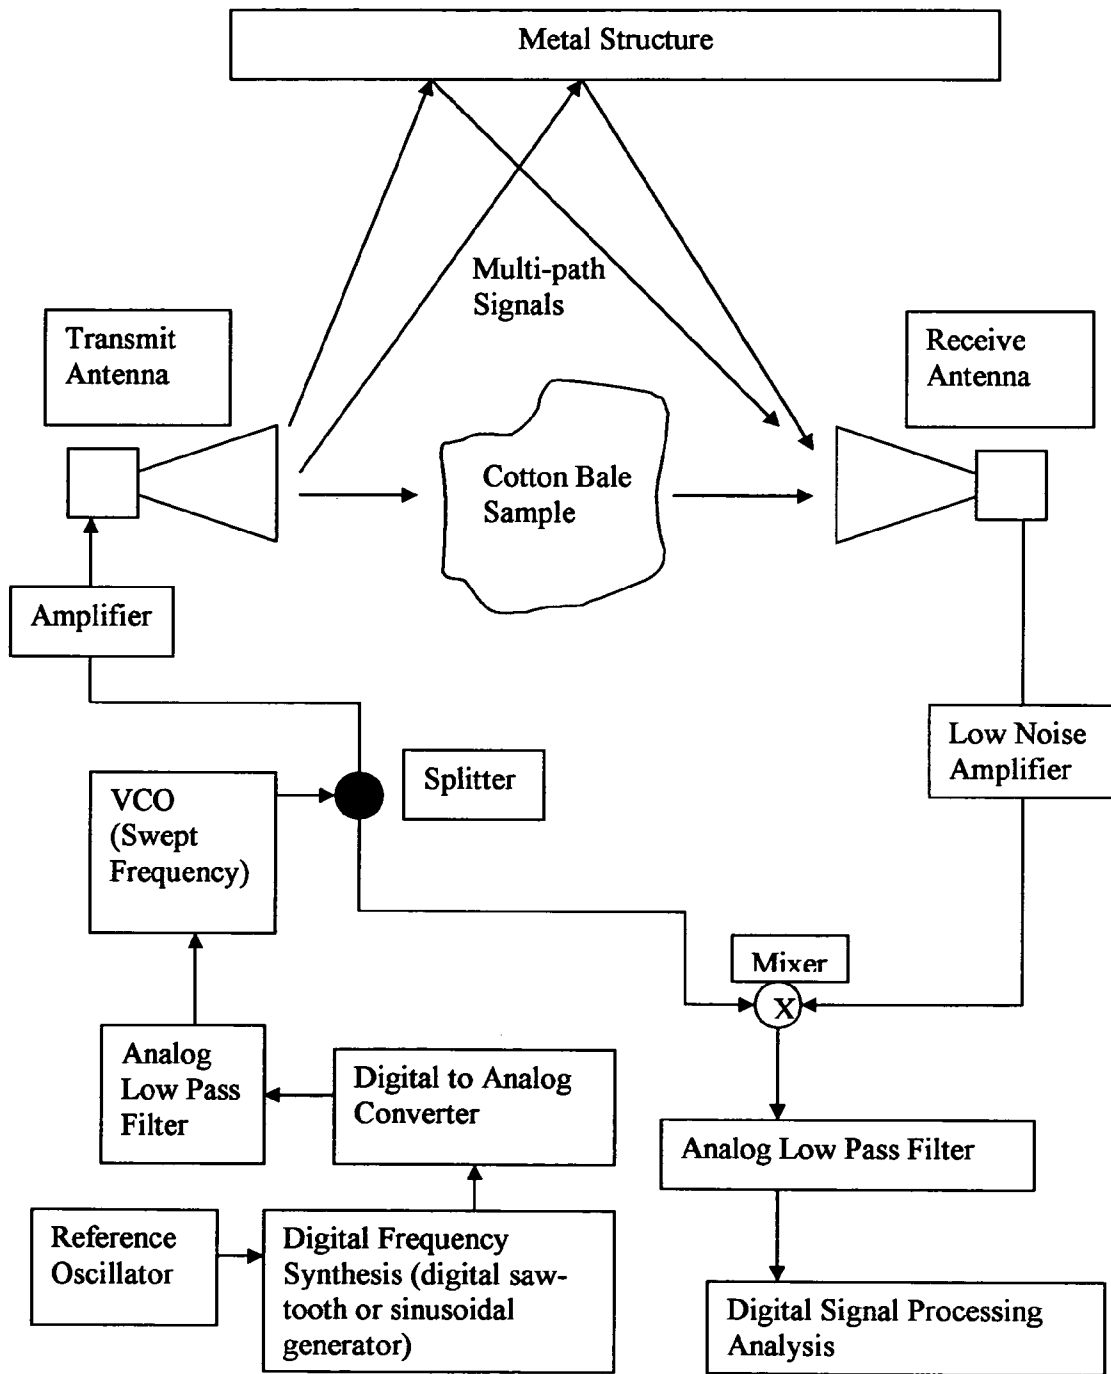 Metal Structure
Multi-path
Signals
Transmit
Antenna
Receive
Antenna
Cotton Bale
Sample
Amplifier
Low Noise
Amplifier
VCO
(Swept
Frequency)
Splitter
Mixer
X
Analog
Low Pass
Filter
Digital to Analog
Converter
Analog Low Pass Filter
Reference
Oscillator
Digital Frequency
Synthesis (digital saw-
tooth or sinusoidal
generator)
Digital Signal Processing
Analysis